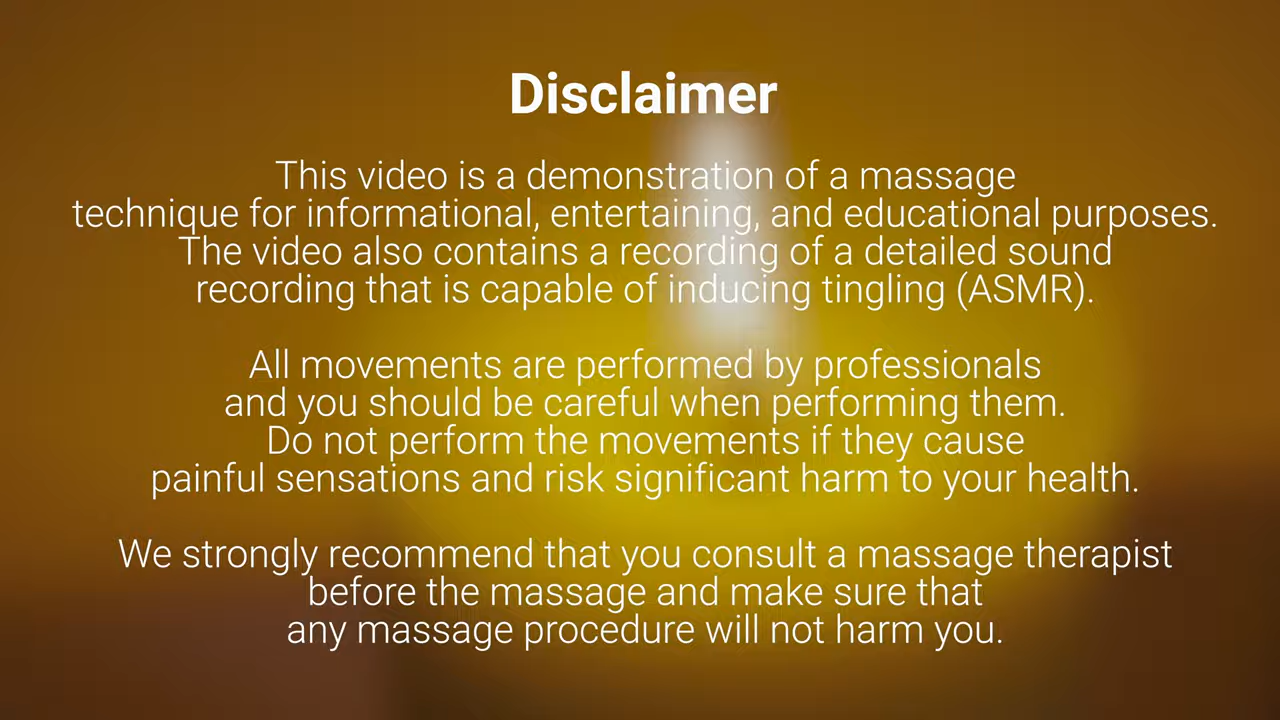 Disclaimer
This video is a demonstration of a massage
technique for informational, entertaining, and educational purposes.
The video also contains a recording of a detailed sound
recording that is capable of inducing tingling (ASMR).
All movements are performed by professionals
and you should be careful when performing them.
Do not perform the movements if they cause
painful sensations and risk significant harm to your health.
We strongly recommend that you consult a massage therapist
before the massage and make sure that
any massage procedure will not harm you.